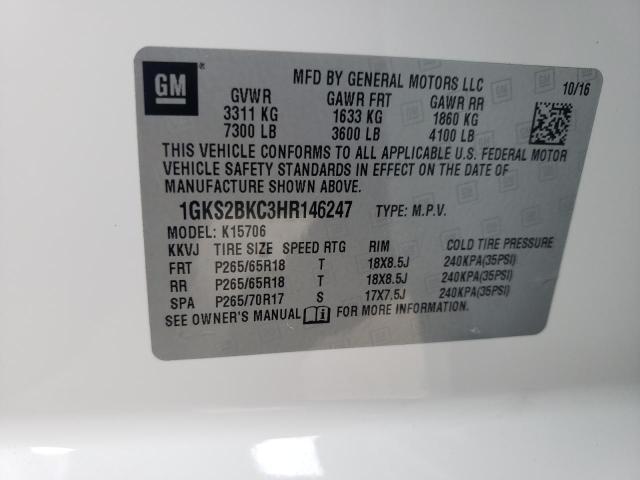 GM
MFD BY GENERAL MOTORS LLC
10/16
GVWR GAWR FRT GAWR RR
3311 KG 1633 KG 1860 KG
7300 LB 3600 LB 4100 LB
THIS VEHICLE CONFORMS TO ALL APPLICABLE U.S. FEDERAL MOTOR
VEHICLE SAFETY STANDARDS IN EFFECT ON THE DATE OF
MANUFACTURE SHOWN ABOVE.
1GKS2BKC3HR146247 TYPE: M.P.V.
MODEL: K15706
KKVJ TIRE SIZE SPEED RTG RIM COLD TIRE PRESSURE
FRT P265/65R18 T 18X8.5J 240KPA(35PSI)
RR P265/65R18 T 18X8.5J 240KPA(35PSI)
SPA P265/70R17 S 17X7.5J 240KPA(35PSI)
SEE OWNER'S MANUAL FOR MORE INFORMATION.